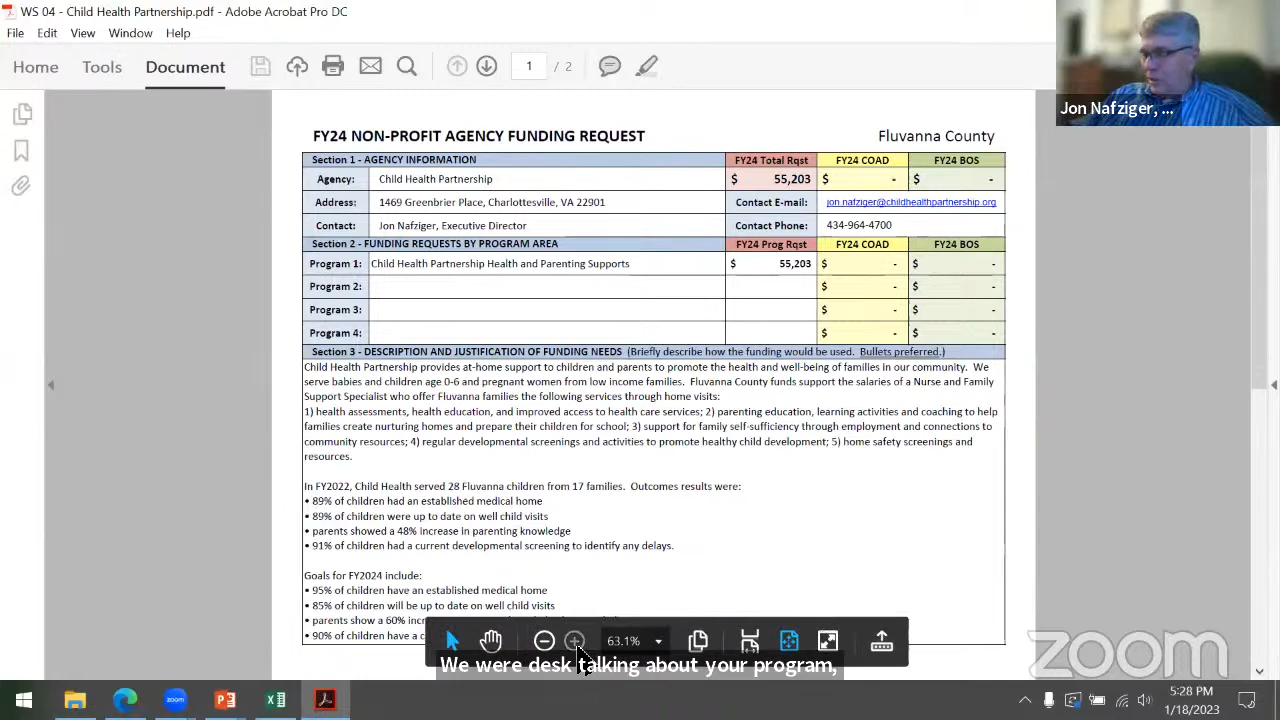 WS 04 - Child Health Partnership.pdf - Adobe Acrobat Pro DC
File Edit View Window Help
Home Tools Document 1 / 2
Jon Nafziger, ...
FY24 NON-PROFIT AGENCY FUNDING REQUEST Fluvanna County
Section 1 - AGENCY INFORMATION FY24 Total Rqst FY24 COAD FY24 BOS
Agency: Child Health Partnership $ 55,203 $ - $ -
Address: 1469 Greenbrier Place, Charlottesville, VA 22901 Contact E-mail: jon.nafziger@childhealthpartnership.org
Contact: Jon Nafziger, Executive Director Contact Phone: 434-964-4700
Section 2 - FUNDING REQUESTS BY PROGRAM AREA FY24 Prog Rqst FY24 COAD FY24 BOS
Program 1: Child Health Partnership Health and Parenting Supports $ 55,203 $ - $ -
Program 2: $ - $ -
Program 3: $ - $ -
Program 4: $ - $ -
Section 3 - DESCRIPTION AND JUSTIFICATION OF FUNDING NEEDS (Briefly describe how the funding would be used. Bullets preferred.)
Child Health Partnership provides at-home support to children and parents to promote the health and well-being of families in our community. We
serve babies and children age 0-6 and pregnant women from low income families. Fluvanna County funds support the salaries of a Nurse and Family
Support Specialist who offer Fluvanna families the following services through home visits:
1) health assessments, health education, and improved access to health care services; 2) parenting education, learning activities and coaching to help
families create nurturing homes and prepare their children for school; 3) support for family self-sufficiency through employment and connections to
community resources; 4) regular developmental screenings and activities to promote healthy child development; 5) home safety screenings and
resources.
In FY2022, Child Health served 28 Fluvanna children from 17 families. Outcomes results were:
• 89% of children had an established medical home
• 89% of children were up to date on well child visits
• parents showed a 48% increase in parenting knowledge
• 91% of children had a current developmental screening to identify any delays.
Goals for FY2024 include:
• 95% of children have an established medical home
• 85% of children will be up to date on well child visits
• parents show a 60%
• 90% of children have a
63.1%
We were desk talking about your program,
zoom
zoom
5:28 PM
1/18/2023